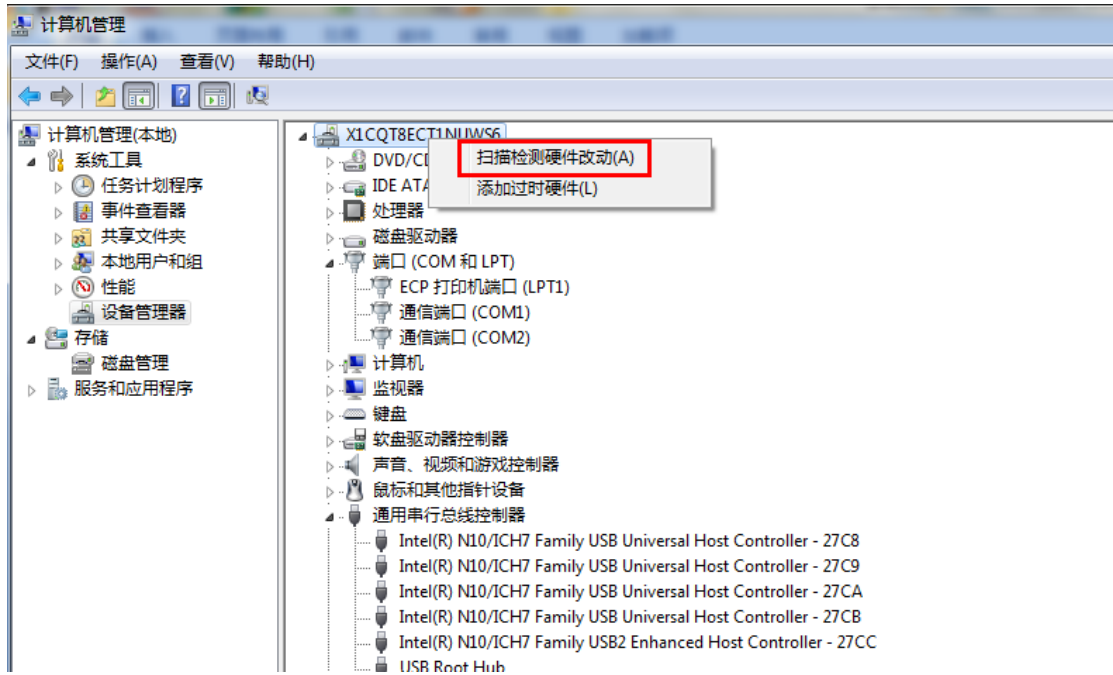 计算机管理
文件(F) 操作(A) 查看(V) 帮助(H)
计算机管理(本地)
系统工具
任务计划程序
事件查看器
共享文件夹
本地用户和组
性能
设备管理器
存储
磁盘管理
服务和应用程序
X1CQT8ECT1NUWS6
扫描检测硬件改动(A)
添加过时硬件(L)
IDE ATA
处理器
磁盘驱动器
端口 (COM 和 LPT)
ECP 打印机端口 (LPT1)
通信端口 (COM1)
通信端口 (COM2)
计算机
监视器
键盘
软盘驱动器控制器
声音、视频和游戏控制器
鼠标和其他指针设备
通用串行总线控制器
Intel(R) N10/ICH7 Family USB Universal Host Controller - 27C8
Intel(R) N10/ICH7 Family USB Universal Host Controller - 27C9
Intel(R) N10/ICH7 Family USB Universal Host Controller - 27CA
Intel(R) N10/ICH7 Family USB Universal Host Controller - 27CB
Intel(R) N10/ICH7 Family USB2 Enhanced Host Controller - 27CC
USB Root Hub